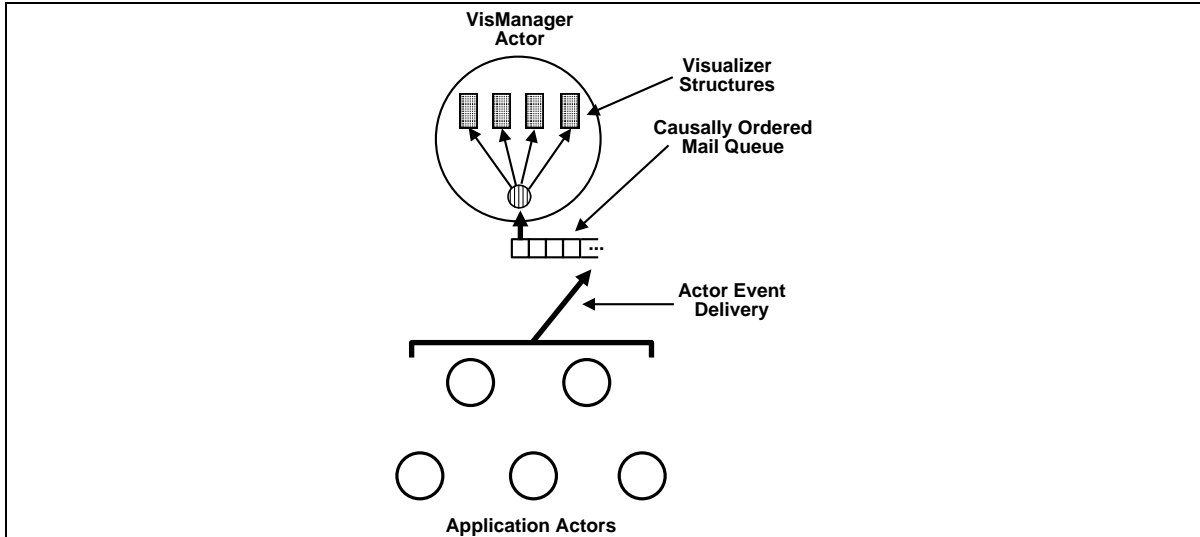 VisManager
Actor
Visualizer
Structures
Causally Ordered
Mail Queue
...
Actor Event
Delivery
Application Actors